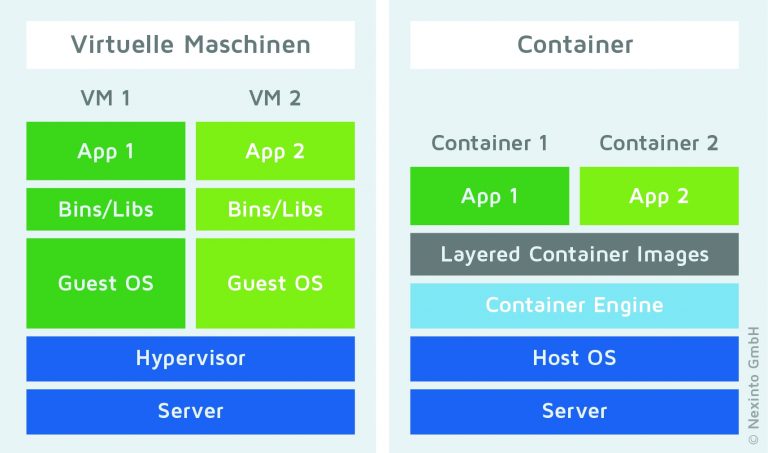 Virtuelle Maschinen
VM 1 VM 2
App 1 App 2
Bins/Libs Bins/Libs
Guest OS Guest OS
Hypervisor
Server
Container
Container 1 Container 2
App 1 App 2
Layered Container Images
Container Engine
Host OS
Server
© Nexinto GmbH